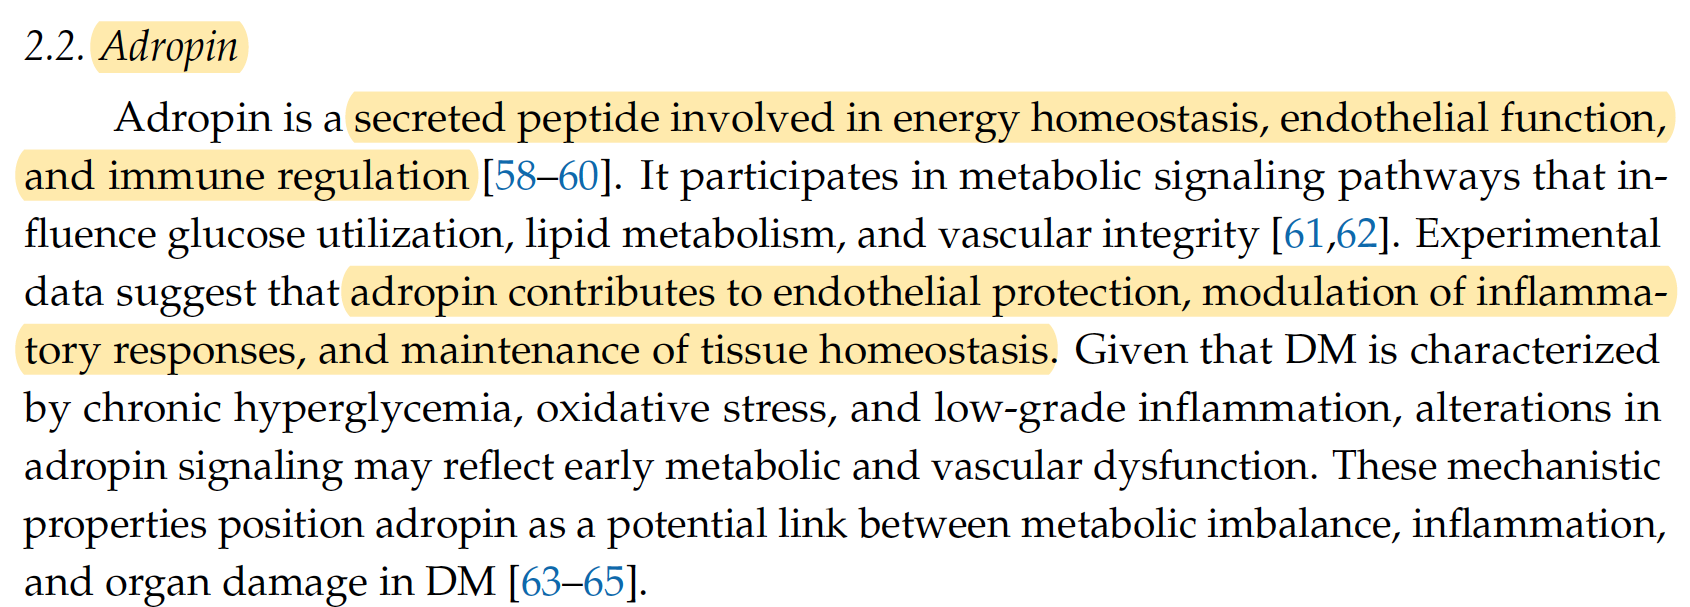 2.2. Adropin
Adropin is a secreted peptide involved in energy homeostasis, endothelial function,
and immune regulation [58–60]. It participates in metabolic signaling pathways that in-
fluence glucose utilization, lipid metabolism, and vascular integrity [61,62]. Experimental
data suggest that adropin contributes to endothelial protection, modulation of inflamma-
tory responses, and maintenance of tissue homeostasis. Given that DM is characterized
by chronic hyperglycemia, oxidative stress, and low-grade inflammation, alterations in
adropin signaling may reflect early metabolic and vascular dysfunction. These mechanistic
properties position adropin as a potential link between metabolic imbalance, inflammation,
and organ damage in DM [63–65].